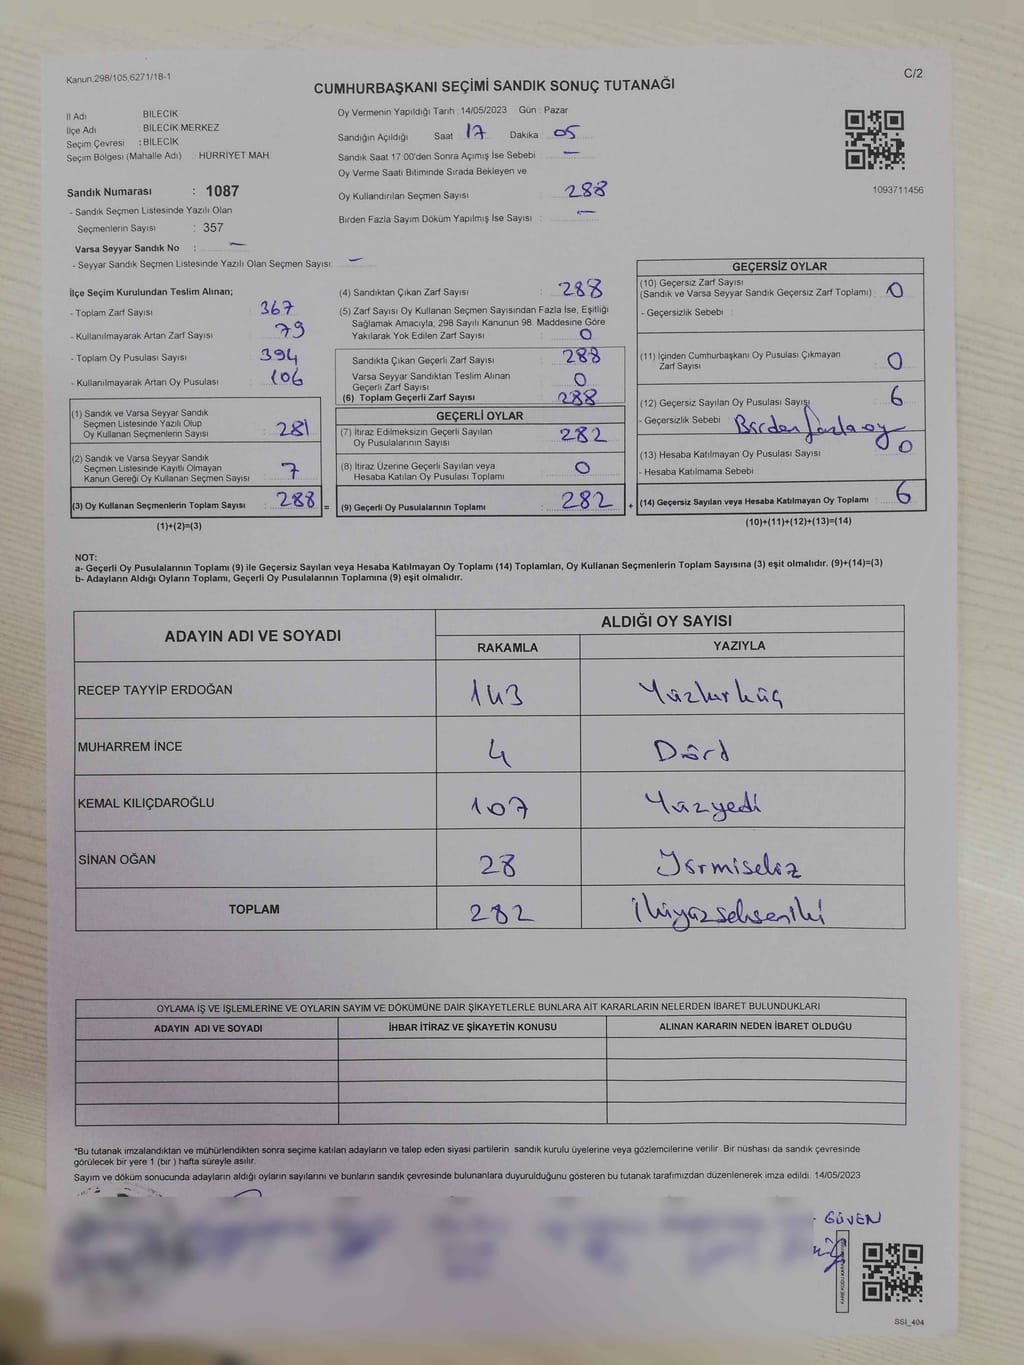 Kanun.298/105,6271/18-1
C/2
CUMHURBAŞKANI SEÇİMİ SANDIK SONUÇ TUTANAĞI
İl Adı BİLECİK
İlçe Adı : BİLECİK MERKEZ
Seçim Çevresi : BİLECİK
Seçim Bölgesi (Mahalle Adı) : HÜRRİYET MAH.
Sandık Numarası : 1087
- Sandık Seçmen Listesinde Yazılı Olan
Seçmenlerin Sayısı : 357
Varsa Seyyar Sandık No : —
- Seyyar Sandık Seçmen Listesinde Yazılı Olan Seçmen Sayısı: —
Oy Vermenin Yapıldığı Tarih : 14/05/2023 Gün : Pazar
Sandığın Açıldığı Saat 17 Dakika 05
Sandık Saat 17.00'den Sonra Açımış İse Sebebi : —
Oy Verme Saati Bitiminde Sırada Bekleyen ve
Oy Kullandırılan Seçmen Sayısı : 288
Birden Fazla Sayım Döküm Yapılmış İse Sayısı : —
1093711456
İlçe Seçim Kurulundan Teslim Alınan;
- Toplam Zarf Sayısı : 367
- Kullanılmayarak Artan Zarf Sayısı : 79
- Toplam Oy Pusulası Sayısı : 394
- Kullanılmayarak Artan Oy Pusulası : 106
(1) Sandık ve Varsa Seyyar Sandık
Seçmen Listesinde Yazılı Olup
Oy Kullanan Seçmenlerin Sayısı : 281
(2) Sandık ve Varsa Seyyar Sandık
Seçmen Listesinde Kayıtlı Olmayan
Kanun Gereği Oy Kullanan Seçmen Sayısı : 7
(3) Oy Kullanan Seçmenlerin Toplam Sayısı : 288 =
(1)+(2)=(3)
(4) Sandıktan Çıkan Zarf Sayısı : 288
(5) Zarf Sayısı Oy Kullanan Seçmen Sayısından Fazla İse, Eşitliği
Sağlamak Amacıyla; 298 Sayılı Kanunun 98. Maddesine Göre
Yakılarak Yok Edilen Zarf Sayısı : 0
Sandıkta Çıkan Geçerli Zarf Sayısı : 288
Varsa Seyyar Sandıktan Teslim Alınan
Geçerli Zarf Sayısı : 0
(6) Toplam Geçerli Zarf Sayısı : 288
GEÇERLİ OYLAR
(7) İtiraz Edilmeksizin Geçerli Sayılan
Oy Pusulalarının Sayısı : 282
(8) İtiraz Üzerine Geçerli Sayılan veya
Hesaba Katılan Oy Pusulası Toplamı : 0
(9) Geçerli Oy Pusulalarının Toplamı : 282 +
GEÇERSİZ OYLAR
(10) Geçersiz Zarf Sayısı
(Sandık ve Varsa Seyyar Sandık Geçersiz Zarf Toplamı) : 0
- Geçersizlik Sebebi :
(11) İçinden Cumhurbaşkanı Oy Pusulası Çıkmayan
Zarf Sayısı : 0
(12) Geçersiz Sayılan Oy Pusulası Sayısı : 6
- Geçersizlik Sebebi : Birden fazla oy
(13) Hesaba Katılmayan Oy Pusulası Sayısı : 0
- Hesaba Katılmama Sebebi :
(14) Geçersiz Sayılan veya Hesaba Katılmayan Oy Toplamı : 6
(10)+(11)+(12)+(13)=(14)
NOT:
a- Geçerli Oy Pusulalarının Toplamı (9) ile Geçersiz Sayılan veya Hesaba Katılmayan Oy Toplamı (14) Toplamları, Oy Kullanan Seçmenlerin Toplam Sayısına (3) eşit olmalıdır. (9)+(14)=(3)
b- Adayların Aldığı Oyların Toplamı, Geçerli Oy Pusulalarının Toplamına (9) eşit olmalıdır.
ADAYIN ADI VE SOYADI ALDIĞI OY SAYISI
RAKAMLA YAZIYLA
RECEP TAYYİP ERDOĞAN 143 Yüzkırküç
MUHARREM İNCE 4 Dörd
KEMAL KILIÇDAROĞLU 107 Yüzyedi
SİNAN OĞAN 28 Yirmisekiz
TOPLAM 282 İkiyüzsekseniki
OYLAMA İŞ VE İŞLEMLERİNE VE OYLARIN SAYIM VE DÖKÜMÜNE DAİR ŞİKAYETLERLE BUNLARA AİT KARARLARIN NELERDEN İBARET BULUNDUKLARI
ADAYIN ADI VE SOYADI İHBAR İTİRAZ VE ŞİKAYETİN KONUSU ALINAN KARARIN NEDEN İBARET OLDUĞU
*Bu tutanak imzalandıktan ve mühürlendikten sonra seçime katılan adayların ve talep eden siyasi partilerin sandık kurulu üyelerine veya gözlemcilerine verilir. Bir nüshası da sandık çevresinde
görülecek bir yere 1 (bir ) hafta süreyle asılır.
Sayım ve döküm sonucunda adayların aldığı oyların sayılarını ve bunların sandık çevresinde bulunanlara duyurulduğunu gösteren bu tutanak tarafımızdan düzenlenerek imza edildi. 14/05/2023
GÜVEN
SSİ_404